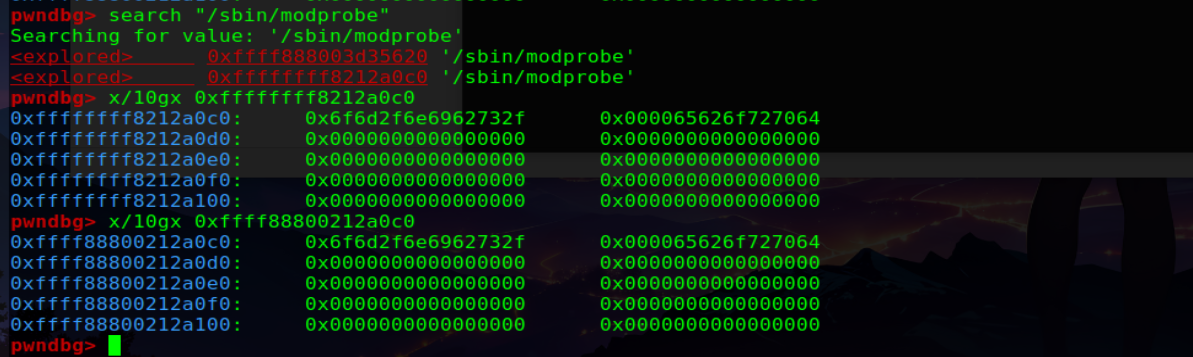 pwndbg> search "/sbin/modprobe"
Searching for value: '/sbin/modprobe'
<explored> 0xffff888003d35620 '/sbin/modprobe'
<explored> 0xffffffff8212a0c0 '/sbin/modprobe'
pwndbg> x/10gx 0xffffffff8212a0c0
0xffffffff8212a0c0: 0x6f6d2f6e6962732f 0x000065626f727064
0xffffffff8212a0d0: 0x0000000000000000 0x0000000000000000
0xffffffff8212a0e0: 0x0000000000000000 0x0000000000000000
0xffffffff8212a0f0: 0x0000000000000000 0x0000000000000000
0xffffffff8212a100: 0x0000000000000000 0x0000000000000000
pwndbg> x/10gx 0xffff88800212a0c0
0xffff88800212a0c0: 0x6f6d2f6e6962732f 0x000065626f727064
0xffff88800212a0d0: 0x0000000000000000 0x0000000000000000
0xffff88800212a0e0: 0x0000000000000000 0x0000000000000000
0xffff88800212a0f0: 0x0000000000000000 0x0000000000000000
0xffff88800212a100: 0x0000000000000000 0x0000000000000000
pwndbg>